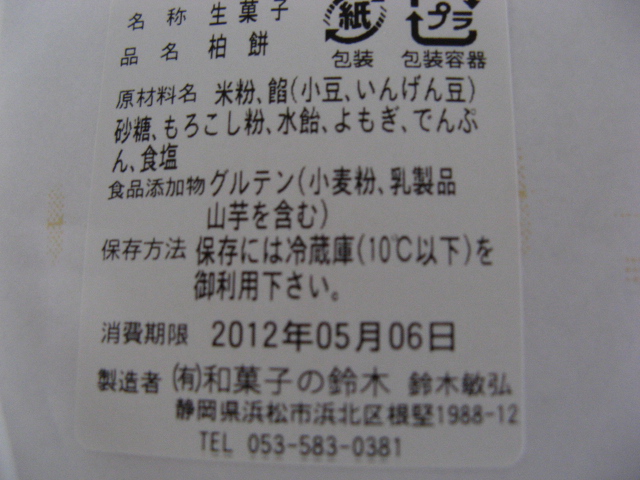 名 称 生 菓 子
紙 プラ
品 名 柏 餅
包装 包装容器
原材料名 米粉、餡(小豆、いんげん豆)
砂糖、もろこし粉、水飴、よもぎ、でんぷ
ん、食塩
食品添加物 グルテン(小麦粉、乳製品
山芋を含む)
保存方法 保存には冷蔵庫(10℃以下)を
御利用下さい。
消費期限 2012年05月06日
製造者 (有)和菓子の鈴木 鈴木敏弘
静岡県浜松市浜北区根堅1988-12
TEL 053-583-0381